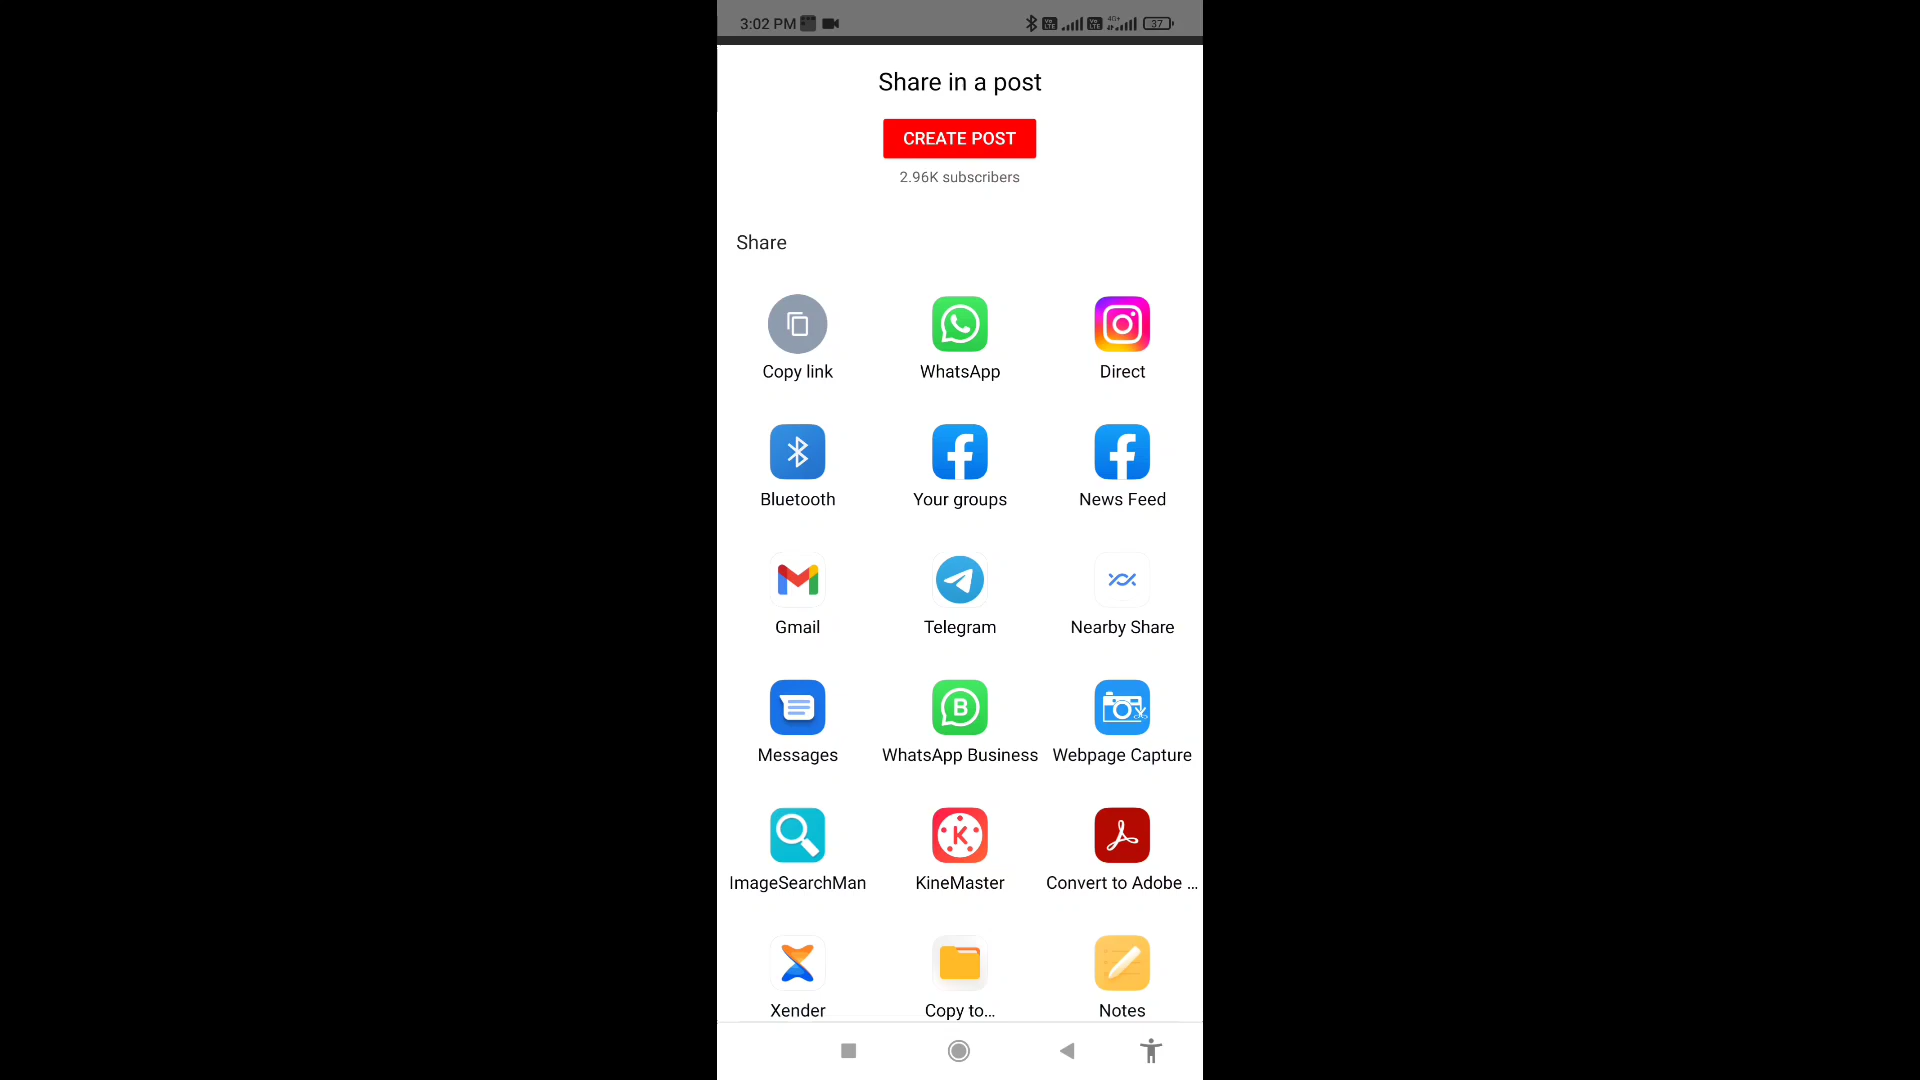 3:02 PM
37
Share in a post
CREATE POST
2.96K subscribers
Share
Copy link
WhatsApp
Direct
Bluetooth
Your groups
News Feed
Gmail
Telegram
Nearby Share
Messages
WhatsApp Business
Webpage Capture
ImageSearchMan
KineMaster
Convert to Adobe ...
Xender
Copy to...
Notes